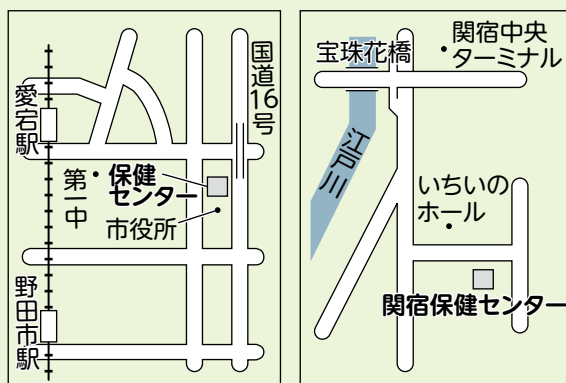 国道16号
愛宕駅
第一中
保健
センター
市役所
野田市駅
宝珠花橋
関宿中央
ターミナル
江戸川
いちいの
ホール
関宿保健センター